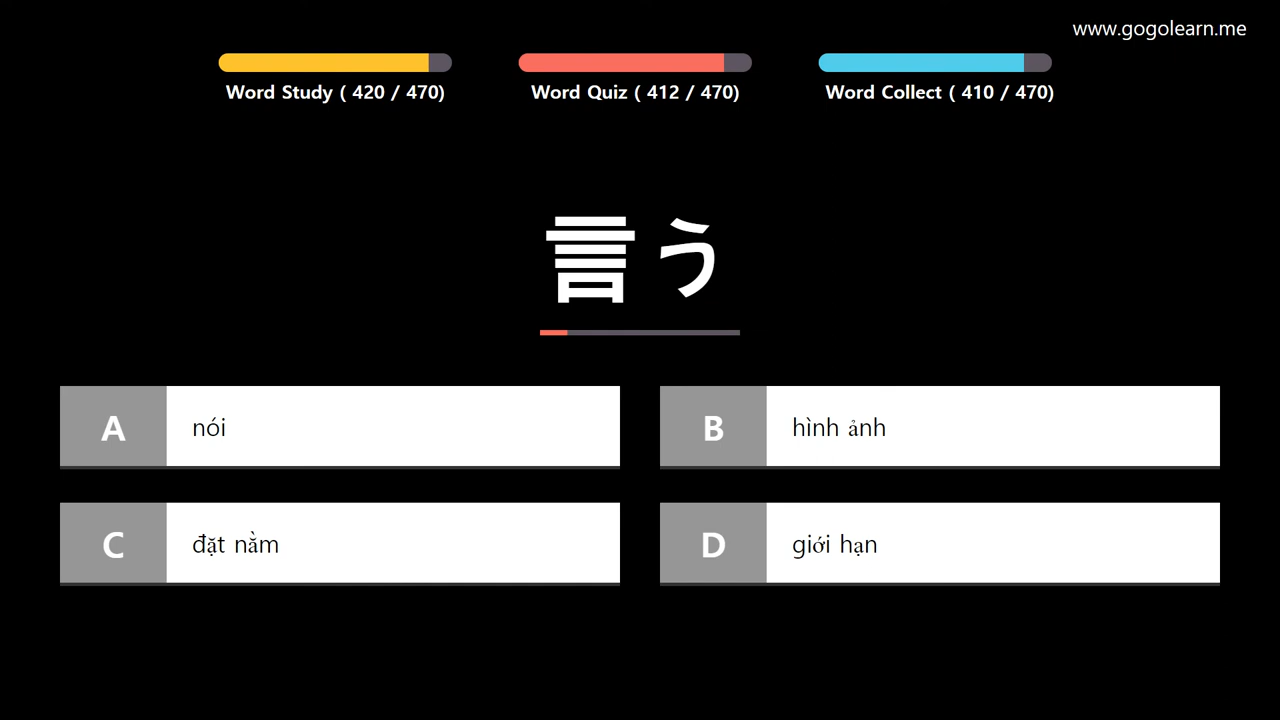 www.gogolearn.me
Word Study ( 420 / 470)
Word Quiz ( 412 / 470)
Word Collect ( 410 / 470)
言う
A nói
B hình ảnh
C đặt nằm
D giới hạn